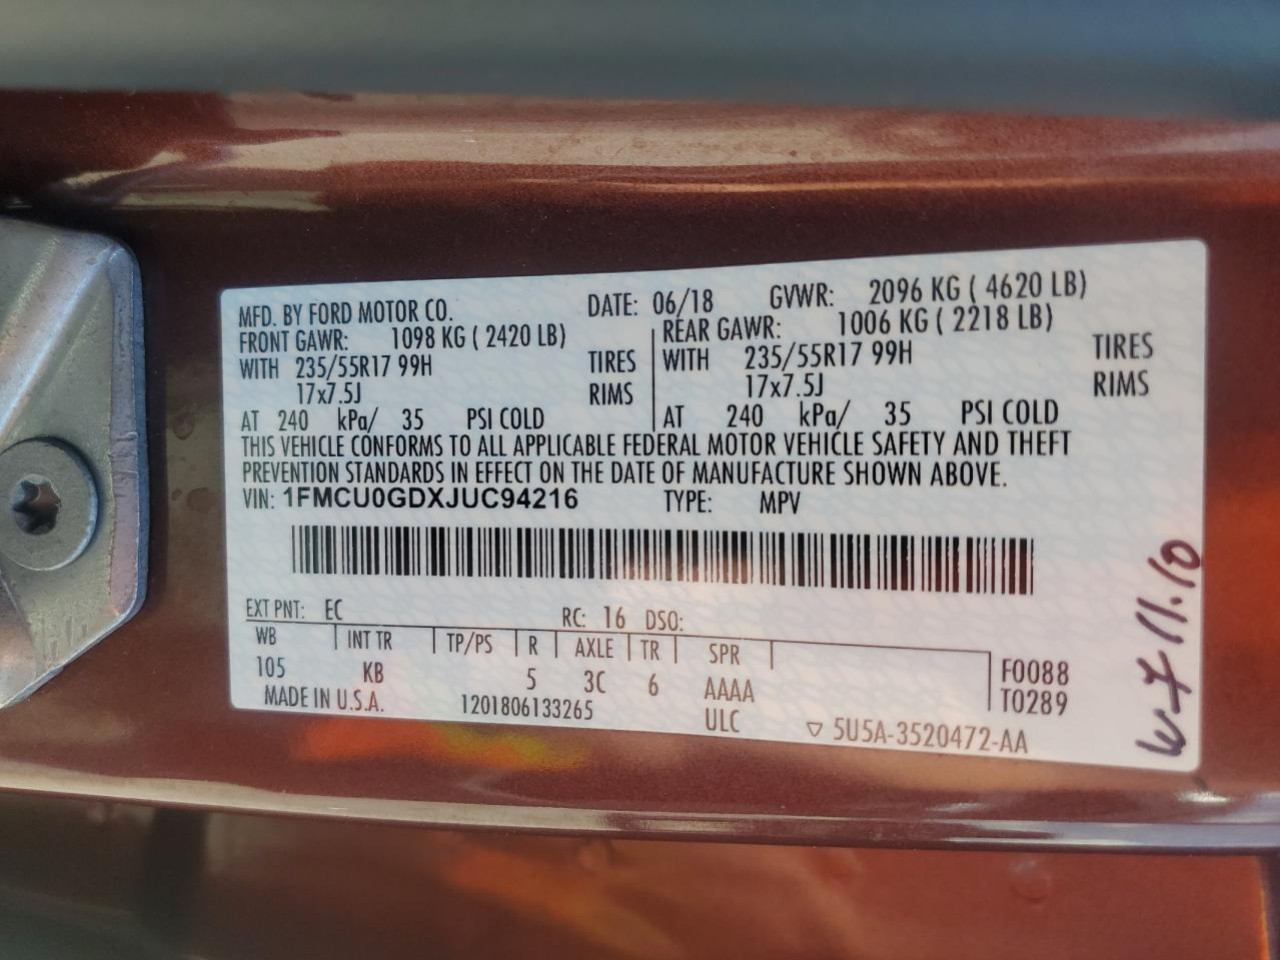 MFD. BY FORD MOTOR CO. DATE: 06/18 GVWR: 2096 KG ( 4620 LB)
FRONT GAWR: 1098 KG ( 2420 LB) REAR GAWR: 1006 KG ( 2218 LB)
WITH 235/55R17 99H TIRES WITH 235/55R17 99H TIRES
17x7.5J RIMS 17x7.5J RIMS
AT 240 kPa/ 35 PSI COLD AT 240 kPa/ 35 PSI COLD
THIS VEHICLE CONFORMS TO ALL APPLICABLE FEDERAL MOTOR VEHICLE SAFETY AND THEFT
PREVENTION STANDARDS IN EFFECT ON THE DATE OF MANUFACTURE SHOWN ABOVE.
VIN: 1FMCU0GDXJUC94216 TYPE: MPV
EXT PNT: EC RC: 16 DSO:
WB INT TR TP/PS R AXLE TR SPR
105 KB 5 3C 6 AAAA F0088
MADE IN U.S.A. 1201806133265 ULC T0289
▽ 5U5A-3520472-AA
11.10